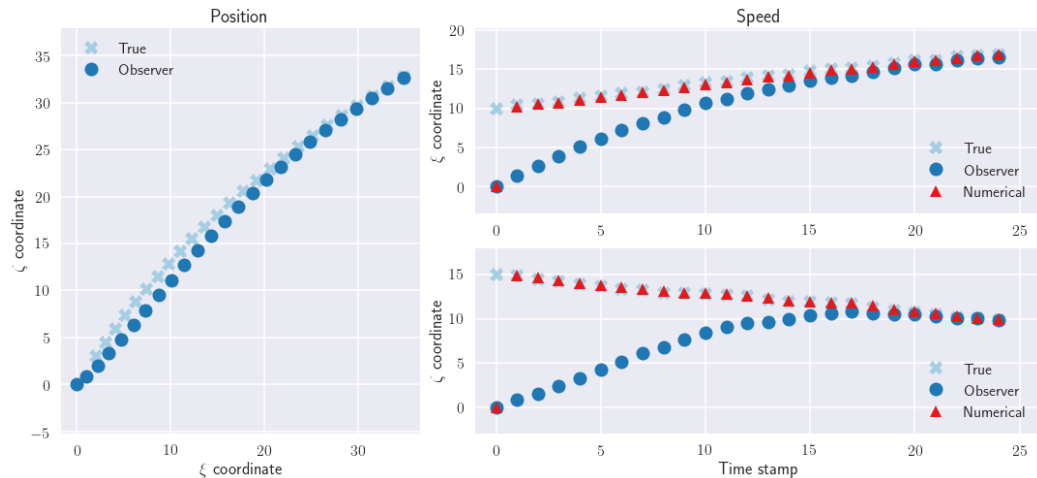 Position
True
Observer
35
30
25
20
15
10
5
0
−5
0
10
20
30
ζ coordinate
ξ coordinate
Speed
20
15
10
5
0
ξ coordinate
True
Observer
Numerical
0
5
10
15
20
25
15
10
5
0
ζ coordinate
True
Observer
Numerical
0
5
10
15
20
25
Time stamp